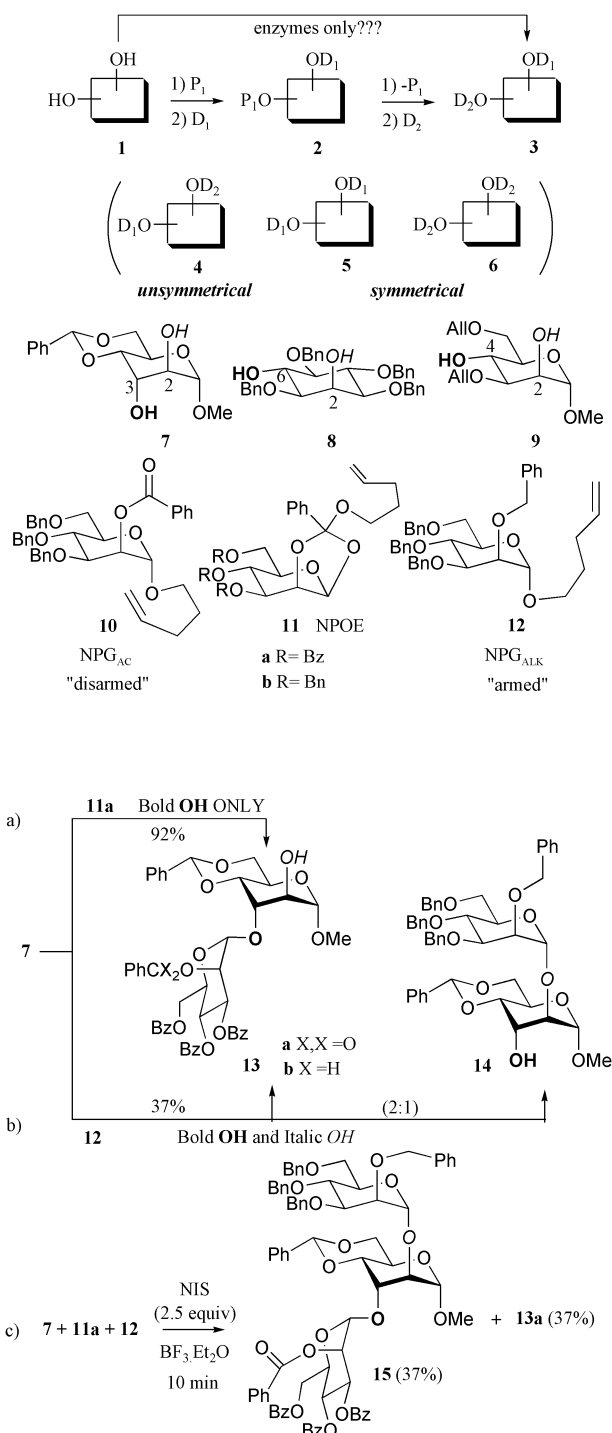 enzymes only???
OH
HO
1
1) P1
2) D1
OD1
P1O
2
1) -P1
2) D2
OD1
D2O
3
OD2
D1O
4
unsymmetrical
OD1
D1O
5
symmetrical
OD2
D2O
6
Ph
O
O
O
OH
3
2
OH
OMe
7
OBn
OH
HO
6
BnO
2
OBn
OBn
8
AllO
4
HO
AllO
O
OH
2
OMe
9
O
Ph
O
BnO
BnO
BnO
O
O
10
NPGAC
"disarmed"
Ph
O
O
O
O
RO
RO
RO
11 NPOE
a R= Bz
b R= Bn
Ph
O
BnO
BnO
BnO
O
O
12
NPGALK
"armed"
a)
11a Bold OH ONLY
92%
7
Ph
O
O
O
OH
OMe
O
O
PhCX2O
BzO
BzO
OBz
13
a X,X =O
b X =H
Ph
O
BnO
BnO
BnO
O
O
Ph
O
O
O
OH
OMe
14
b)
37%
(2:1)
12
Bold OH and Italic OH
c)
7 + 11a + 12
NIS
(2.5 equiv)
BF3.Et2O
10 min
O
Ph
BnO
BnO
BnO
O
O
Ph
O
O
O
O
OMe
O
O
O
Ph
BzO
BzO
OBz
15 (37%)
+ 13a (37%)